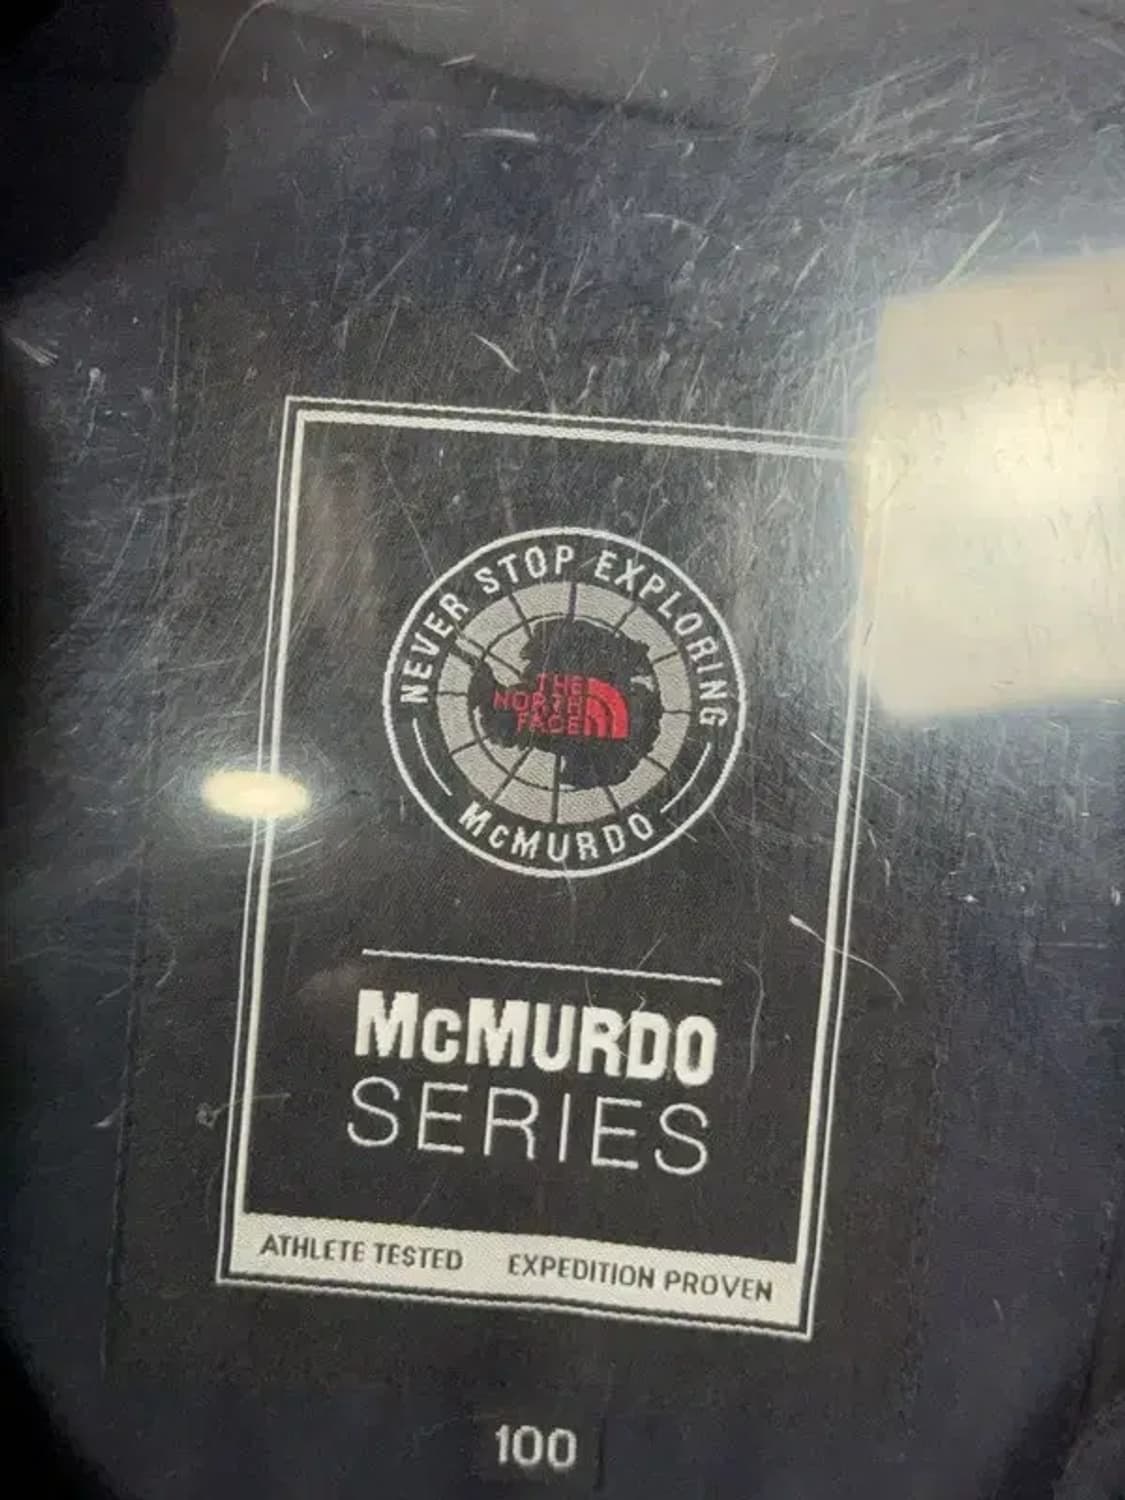 NEVER STOP EXPLORING
THE
NORTH
FACE
McMURDO
McMURDO
SERIES
ATHLETE TESTED EXPEDITION PROVEN
100